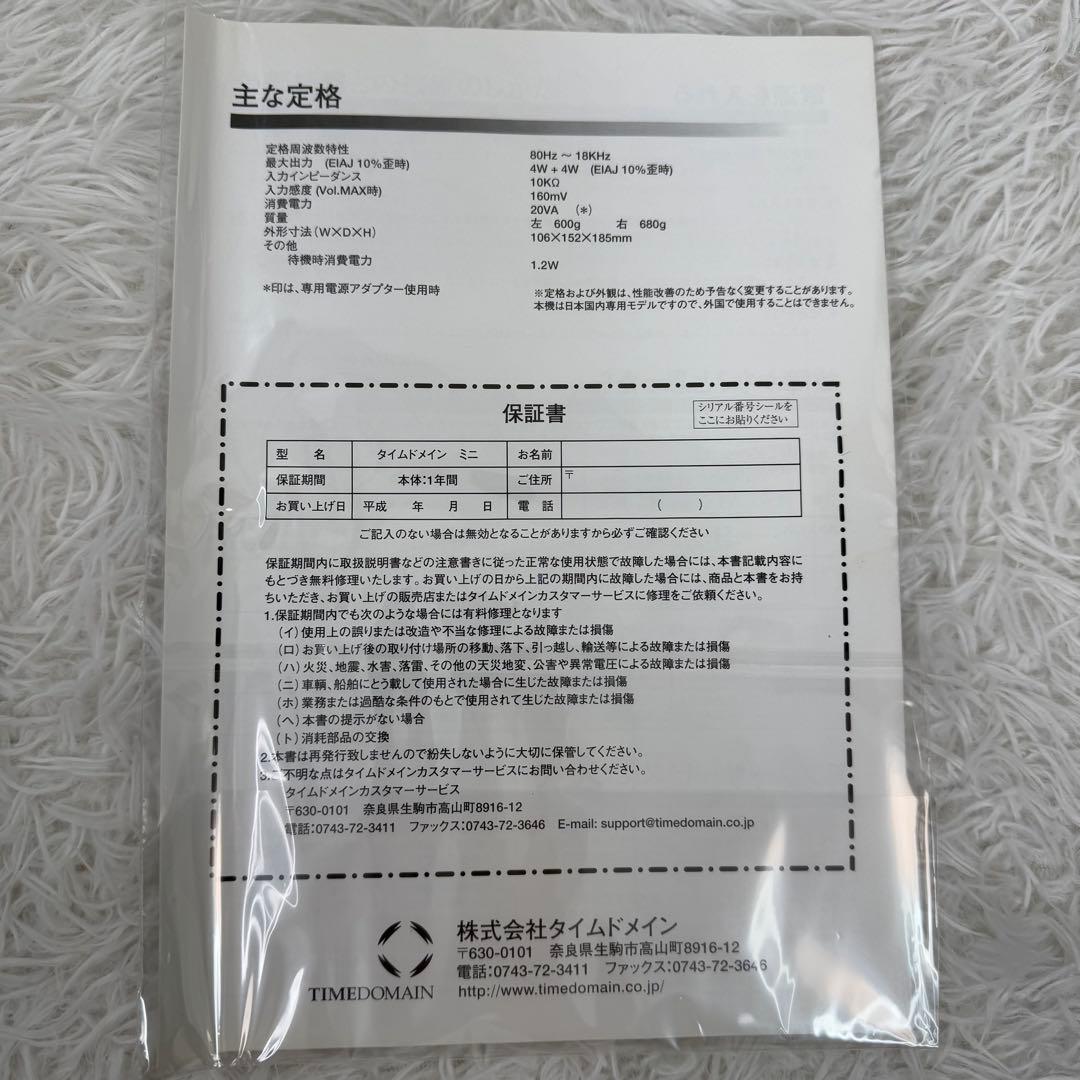 主な定格
定格周波数特性 80Hz ～ 18KHz
最大出力 (EIAJ 10%歪時) 4W + 4W (EIAJ 10%歪時)
入力インピーダンス 10KΩ
入力感度 (Vol.MAX時) 160mV
消費電力 20VA (＊)
質量 左 600g 右 680g
外形寸法(W×D×H) 106×152×185mm
その他
待機時消費電力 1.2W
＊印は、専用電源アダプター使用時
※定格および外観は、性能改善のため予告なく変更することがあります。
本機は日本国内専用モデルですので、外国で使用することはできません。
保証書
シリアル番号シールを
ここにお貼りください
型 名 タイムドメイン ミニ お名前
保証期間 本体:1年間 ご住所 〒
お買い上げ日 平成 年 月 日 電 話 ( )
ご記入のない場合は無効となることがありますから必ずご確認ください
保証期間内に取扱説明書などの注意書きに従った正常な使用状態で故障した場合には、本書記載内容に
もとづき無料修理いたします。お買い上げの日から上記の期間内に故障した場合には、商品と本書をお持
ちいただき、お買い上げの販売店またはタイムドメインカスタマーサービスに修理をご依頼ください。
1.保証期間内でも次のような場合には有料修理となります
(イ)使用上の誤りまたは改造や不当な修理による故障または損傷
(ロ)お買い上げ後の取り付け場所の移動、落下、引っ越し、輸送等による故障または損傷
(ハ)火災、地震、水害、落雷、その他の天災地変、公害や異常電圧による故障または損傷
(ニ)車輌、船舶にとう載して使用された場合に生じた故障または損傷
(ホ)業務または過酷な条件のもとで使用されて生じた故障または損傷
(ヘ)本書の提示がない場合
(ト)消耗部品の交換
2.本書は再発行致しませんので紛失しないように大切に保管してください。
3.ご不明な点はタイムドメインカスタマーサービスにお問い合わせください。
タイムドメインカスタマーサービス
〒630-0101 奈良県生駒市高山町8916-12
電話:0743-72-3411 ファックス:0743-72-3646 E-mail: support@timedomain.co.jp
株式会社タイムドメイン
〒630-0101 奈良県生駒市高山町8916-12
電話:0743-72-3411 ファックス:0743-72-3646
TIMEDOMAIN http://www.timedomain.co.jp/